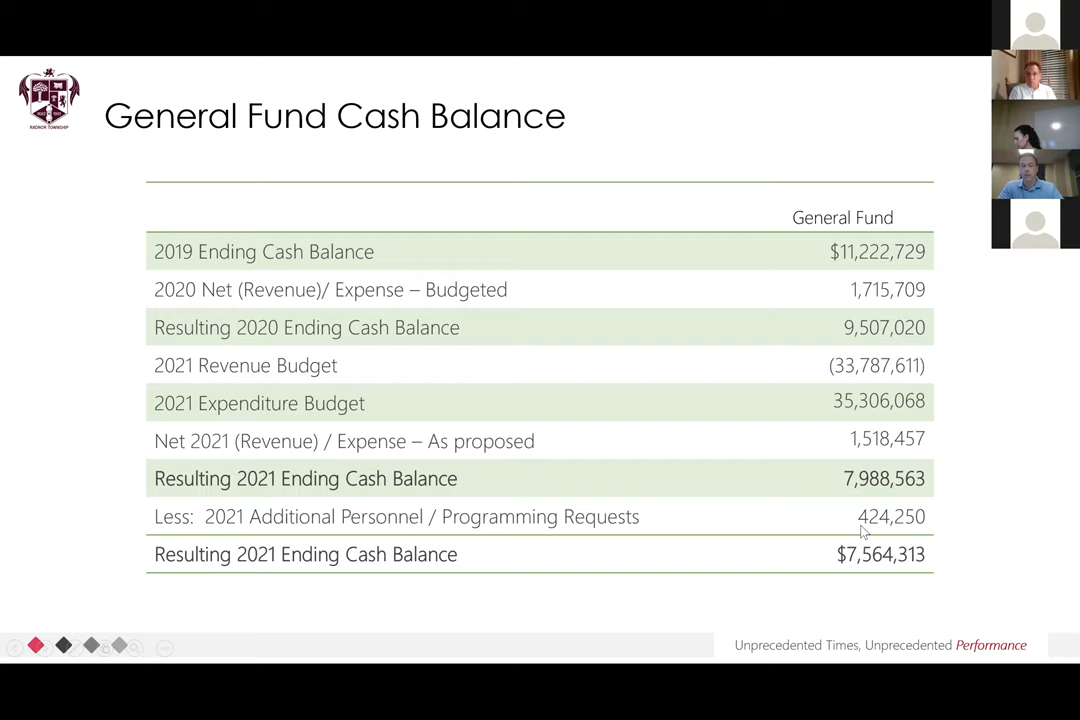 RADNOR TOWNSHIP
General Fund Cash Balance
General Fund
2019 Ending Cash Balance $11,222,729
2020 Net (Revenue)/ Expense – Budgeted 1,715,709
Resulting 2020 Ending Cash Balance 9,507,020
2021 Revenue Budget (33,787,611)
2021 Expenditure Budget 35,306,068
Net 2021 (Revenue) / Expense – As proposed 1,518,457
Resulting 2021 Ending Cash Balance 7,988,563
Less: 2021 Additional Personnel / Programming Requests 424,250
Resulting 2021 Ending Cash Balance $7,564,313
Unprecedented Times, Unprecedented Performance